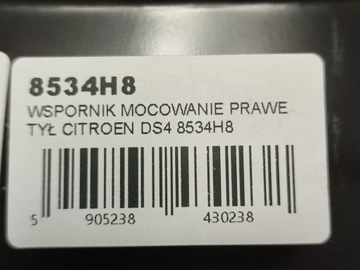 8534H8
WSPORNIK MOCOWANIE PRAWE
TYŁ CITROEN DS4 8534H8
5 905238 430238